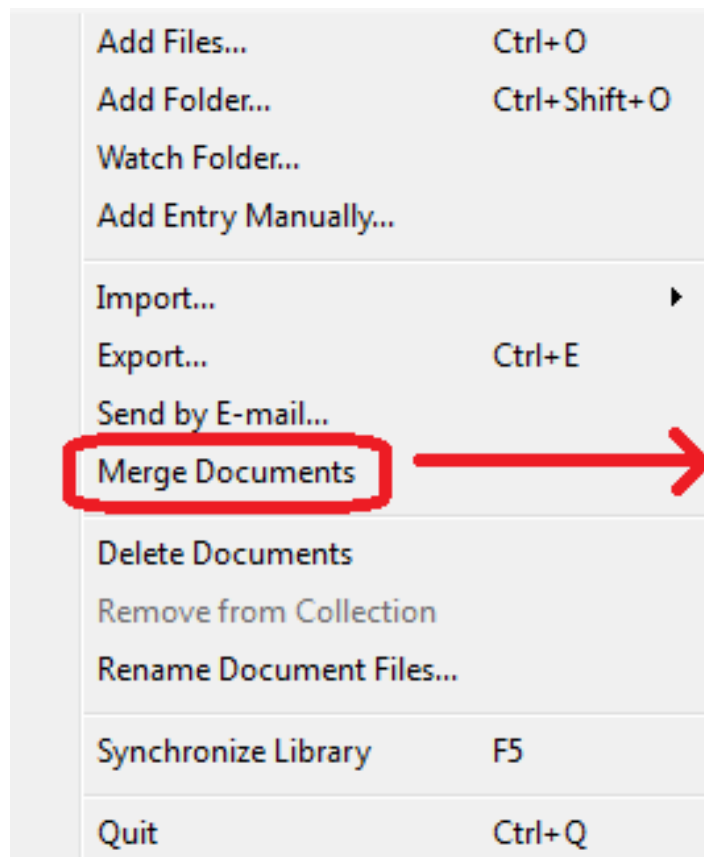 Add Files... Ctrl+O
Add Folder... Ctrl+Shift+O
Watch Folder...
Add Entry Manually...
Import...
Export... Ctrl+E
Send by E-mail...
Merge Documents
Delete Documents
Remove from Collection
Rename Document Files...
Synchronize Library F5
Quit Ctrl+Q